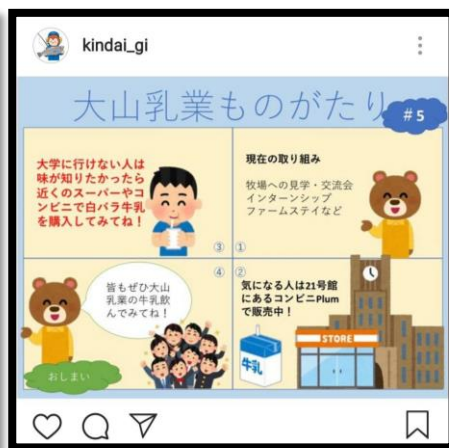 kindai_gi
大山乳業ものがたり
#5
現在の取り組み
牧場への見学・交流会
インターンシップ
ファームステイなど
①
②
気になる人は21号館
にあるコンビニPlum
で販売中！
牛乳
STORE
大学に行けない人は
味が知りたかったら
近くのスーパーやコ
ンビニで白バラ牛乳
を購入してみてね！
③
④
皆もぜひ大山
乳業の牛乳飲
んでみてね！
おしまい